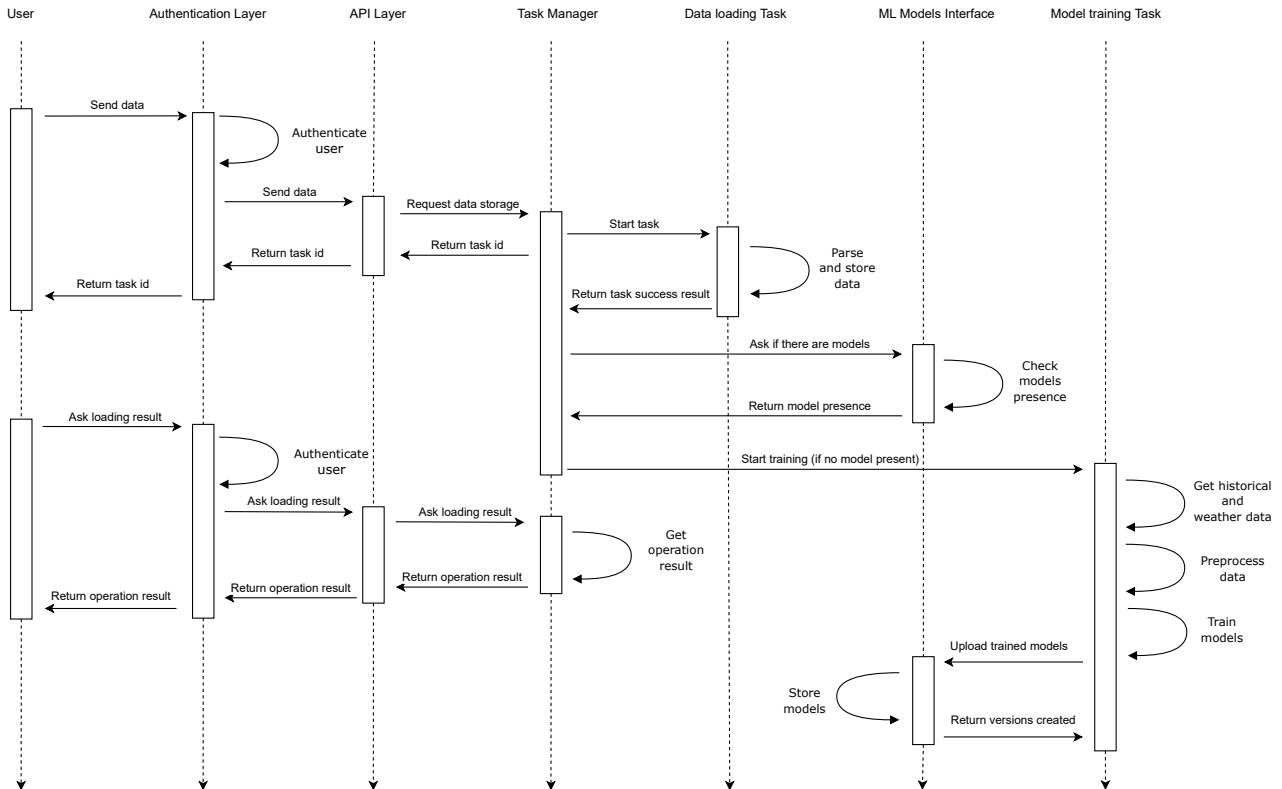 User
Authentication Layer
API Layer
Task Manager
Data loading Task
ML Models Interface
Model training Task
Send data
Authenticate
user
Send data
Request data storage
Start task
Return task id
Return task id
Return task id
Parse
and store
data
Return task success result
Ask if there are models
Check
models
presence
Return model presence
Ask loading result
Authenticate
user
Start training (if no model present)
Get historical
and
weather data
Ask loading result
Ask loading result
Get
operation
result
Preprocess
data
Return operation result
Return operation result
Return operation result
Train
models
Upload trained models
Store
models
Return versions created